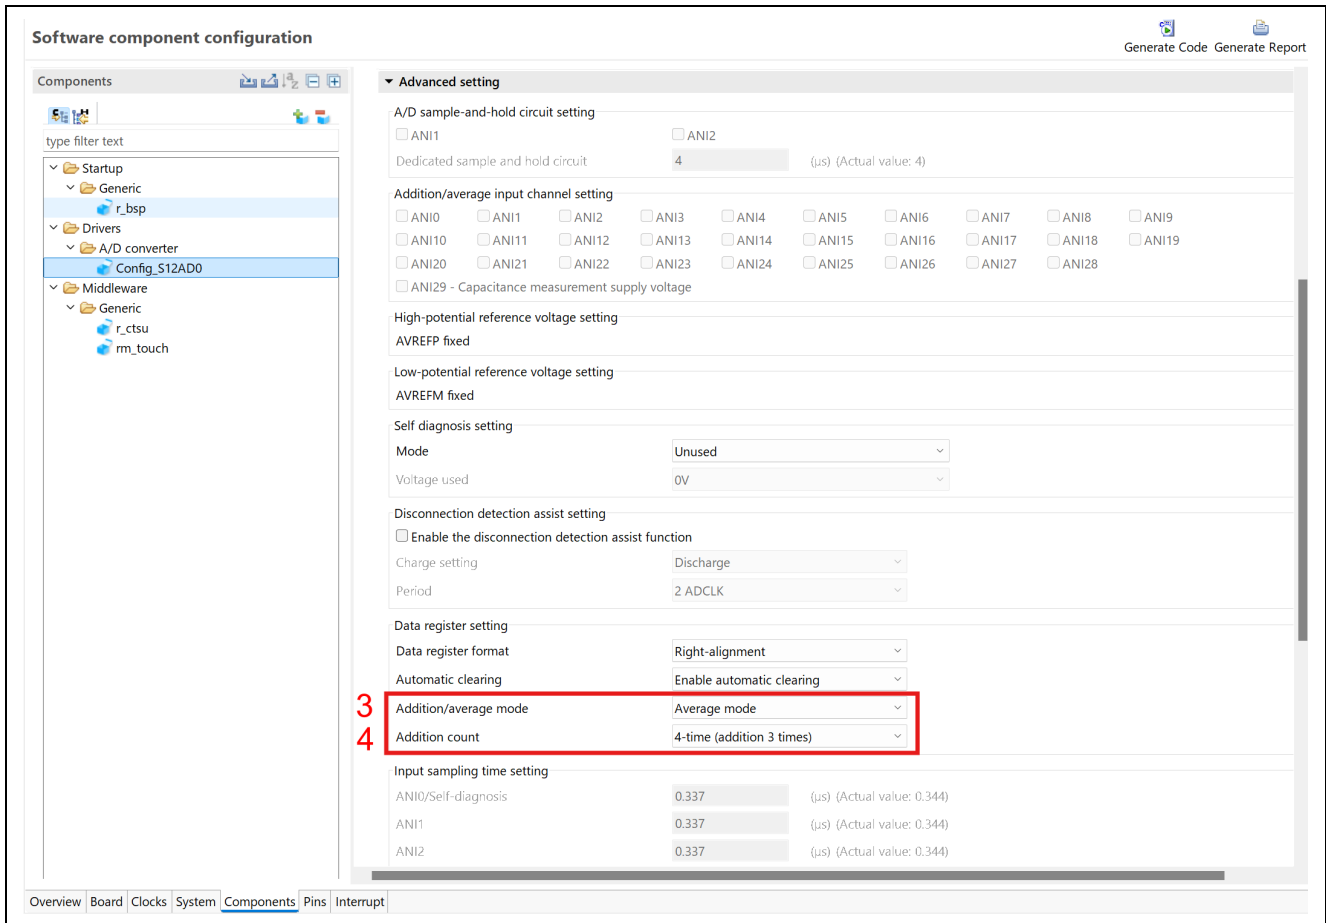 Software component configuration
Generate Code Generate Report
Components
type filter text
Startup
Generic
r_bsp
Drivers
A/D converter
Config_S12AD0
Middleware
Generic
r_ctsu
rm_touch
Advanced setting
A/D sample-and-hold circuit setting
ANI1 ANI2
Dedicated sample and hold circuit 4 (μs) (Actual value: 4)
Addition/average input channel setting
ANI0 ANI1 ANI2 ANI3 ANI4 ANI5 ANI6 ANI7 ANI8 ANI9
ANI10 ANI11 ANI12 ANI13 ANI14 ANI15 ANI16 ANI17 ANI18 ANI19
ANI20 ANI21 ANI22 ANI23 ANI24 ANI25 ANI26 ANI27 ANI28
ANI29 - Capacitance measurement supply voltage
High-potential reference voltage setting
AVREFP fixed
Low-potential reference voltage setting
AVREFM fixed
Self diagnosis setting
Mode Unused
Voltage used 0V
Disconnection detection assist setting
Enable the disconnection detection assist function
Charge setting Discharge
Period 2 ADCLK
Data register setting
Data register format Right-alignment
Automatic clearing Enable automatic clearing
3 Addition/average mode Average mode
4 Addition count 4-time (addition 3 times)
Input sampling time setting
ANI0/Self-diagnosis 0.337 (μs) (Actual value: 0.344)
ANI1 0.337 (μs) (Actual value: 0.344)
ANI2 0.337 (μs) (Actual value: 0.344)
Overview Board Clocks System Components Pins Interrupt